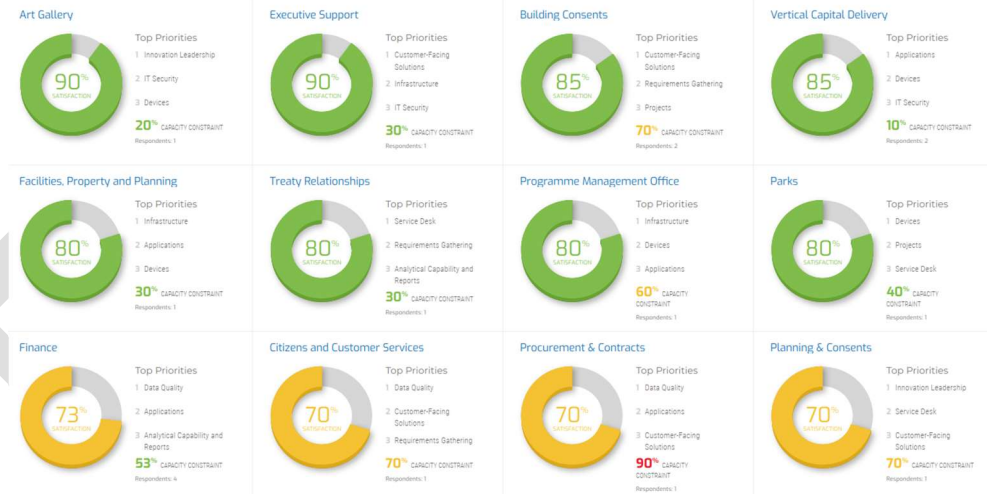 Art Gallery
90%
SATISFACTION
Top Priorities
1 Innovation Leadership
2 IT Security
3 Devices
20% CAPACITY CONSTRAINT
Respondents: 1
Executive Support
90%
SATISFACTION
Top Priorities
1 Customer-Facing
Solutions
2 Infrastructure
3 IT Security
30% CAPACITY CONSTRAINT
Respondents: 1
Building Consents
85%
SATISFACTION
Top Priorities
1 Customer-Facing
Solutions
2 Requirements Gathering
3 Projects
70% CAPACITY CONSTRAINT
Respondents: 2
Vertical Capital Delivery
85%
SATISFACTION
Top Priorities
1 Applications
2 Devices
3 IT Security
10% CAPACITY CONSTRAINT
Respondents: 2
Facilities, Property and Planning
80%
SATISFACTION
Top Priorities
1 Infrastructure
2 Applications
3 Devices
30% CAPACITY CONSTRAINT
Respondents: 1
Treaty Relationships
80%
SATISFACTION
Top Priorities
1 Service Desk
2 Requirements Gathering
3 Analytical Capability and
Reports
30% CAPACITY CONSTRAINT
Respondents: 1
Programme Management Office
80%
SATISFACTION
Top Priorities
1 Infrastructure
2 Devices
3 Applications
60% CAPACITY
CONSTRAINT
Respondents: 1
Parks
80%
SATISFACTION
Top Priorities
1 Devices
2 Projects
3 Service Desk
40% CAPACITY
CONSTRAINT
Respondents: 1
Finance
73%
SATISFACTION
Top Priorities
1 Data Quality
2 Applications
3 Analytical Capability and
Reports
53% CAPACITY CONSTRAINT
Respondents: 4
Citizens and Customer Services
70%
SATISFACTION
Top Priorities
1 Data Quality
2 Customer-Facing
Solutions
3 Requirements Gathering
70% CAPACITY CONSTRAINT
Respondents: 1
Procurement & Contracts
70%
SATISFACTION
Top Priorities
1 Data Quality
2 Applications
3 Customer-Facing
Solutions
90% CAPACITY
CONSTRAINT
Respondents: 1
Planning & Consents
70%
SATISFACTION
Top Priorities
1 Innovation Leadership
2 Service Desk
3 Customer-Facing
Solutions
70% CAPACITY CONSTRAINT
Respondents: 1